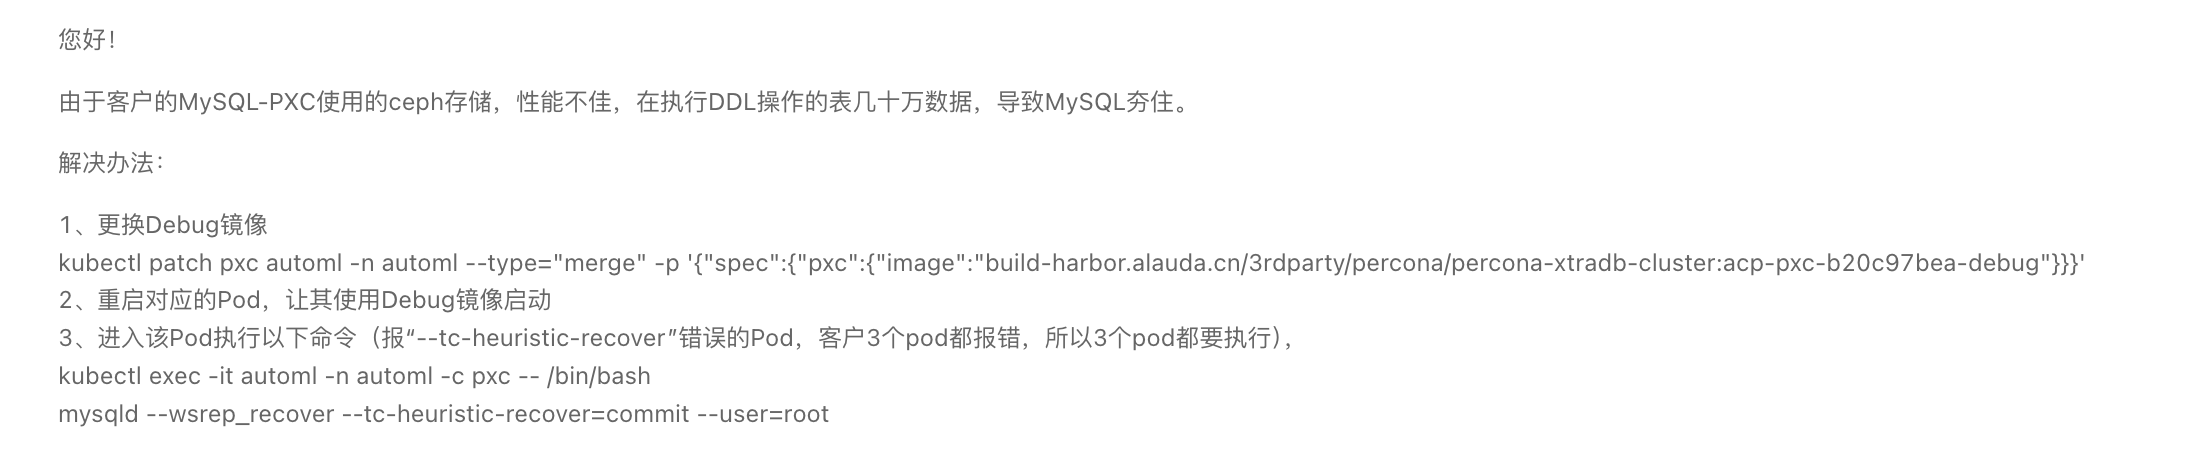 您好！
由于客户的MySQL-PXC使用的ceph存储，性能不佳，在执行DDL操作的表几十万数据，导致MySQL夯住。
解决办法：
1、更换Debug镜像
kubectl patch pxc automl -n automl --type="merge" -p '{"spec":{"pxc":{"image":"build-harbor.alauda.cn/3rdparty/percona/percona-xtradb-cluster:acp-pxc-b20c97bea-debug"}}}'
2、重启对应的Pod，让其使用Debug镜像启动
3、进入该Pod执行以下命令（报“--tc-heuristic-recover”错误的Pod，客户3个pod都报错，所以3个pod都要执行），
kubectl exec -it automl -n automl -c pxc -- /bin/bash
mysqld --wsrep_recover --tc-heuristic-recover=commit --user=root